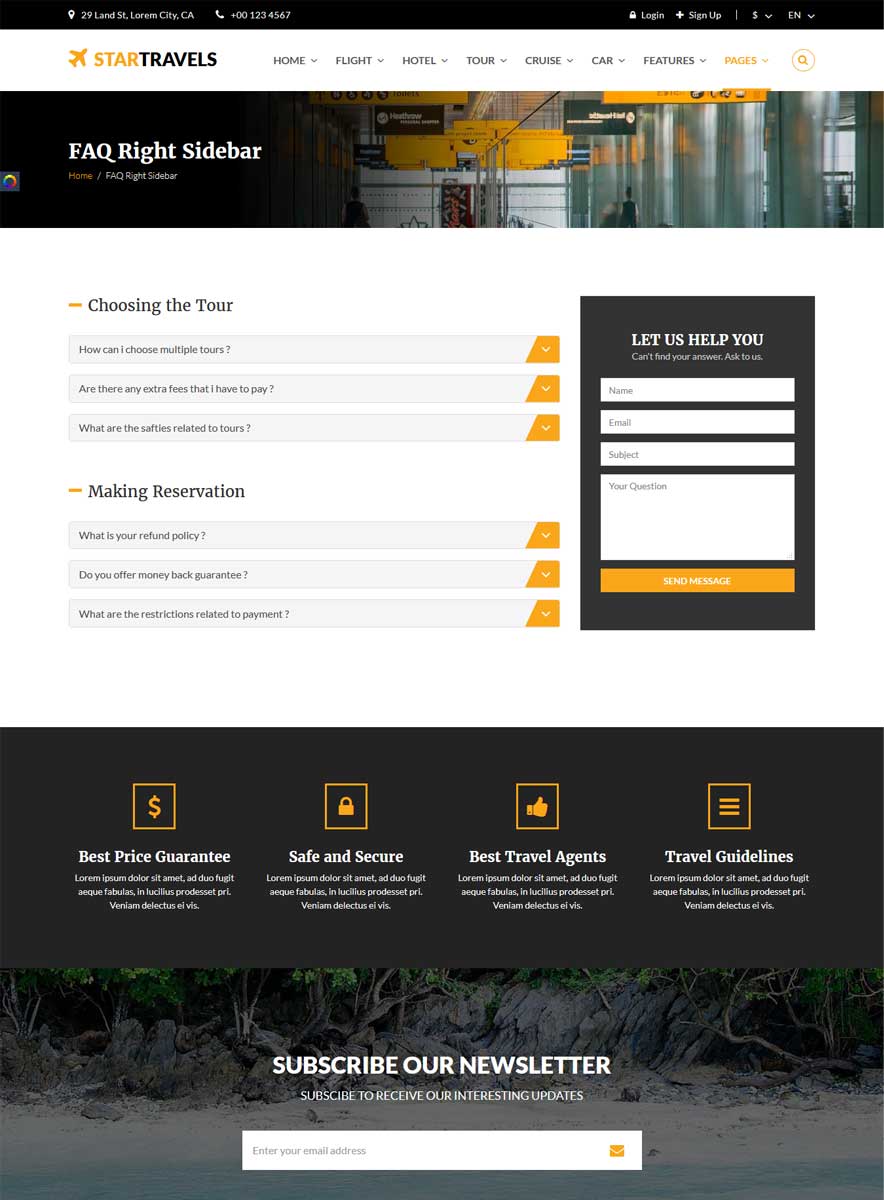 29 Land St, Lorem City, CA +00 123 4567 Login Sign Up $ EN
STARTRAVELS HOME FLIGHT HOTEL TOUR CRUISE CAR FEATURES PAGES
Toilets
Heathrow
PERSONAL SHOPPER
FAQ Right Sidebar
Home / FAQ Right Sidebar
Choosing the Tour
How can i choose multiple tours ?
Are there any extra fees that i have to pay ?
What are the safties related to tours ?
Making Reservation
What is your refund policy ?
Do you offer money back guarantee ?
What are the restrictions related to payment ?
LET US HELP YOU
Can't find your answer. Ask to us.
Name
Email
Subject
Your Question
SEND MESSAGE
Best Price Guarantee
Lorem ipsum dolor sit amet, ad duo fugit
aeque fabulas, in lucilius prodesset pri.
Veniam delectus ei vis.
Safe and Secure
Lorem ipsum dolor sit amet, ad duo fugit
aeque fabulas, in lucilius prodesset pri.
Veniam delectus ei vis.
Best Travel Agents
Lorem ipsum dolor sit amet, ad duo fugit
aeque fabulas, in lucilius prodesset pri.
Veniam delectus ei vis.
Travel Guidelines
Lorem ipsum dolor sit amet, ad duo fugit
aeque fabulas, in lucilius prodesset pri.
Veniam delectus ei vis.
SUBSCRIBE OUR NEWSLETTER
SUBSCIBE TO RECEIVE OUR INTERESTING UPDATES
Enter your email address